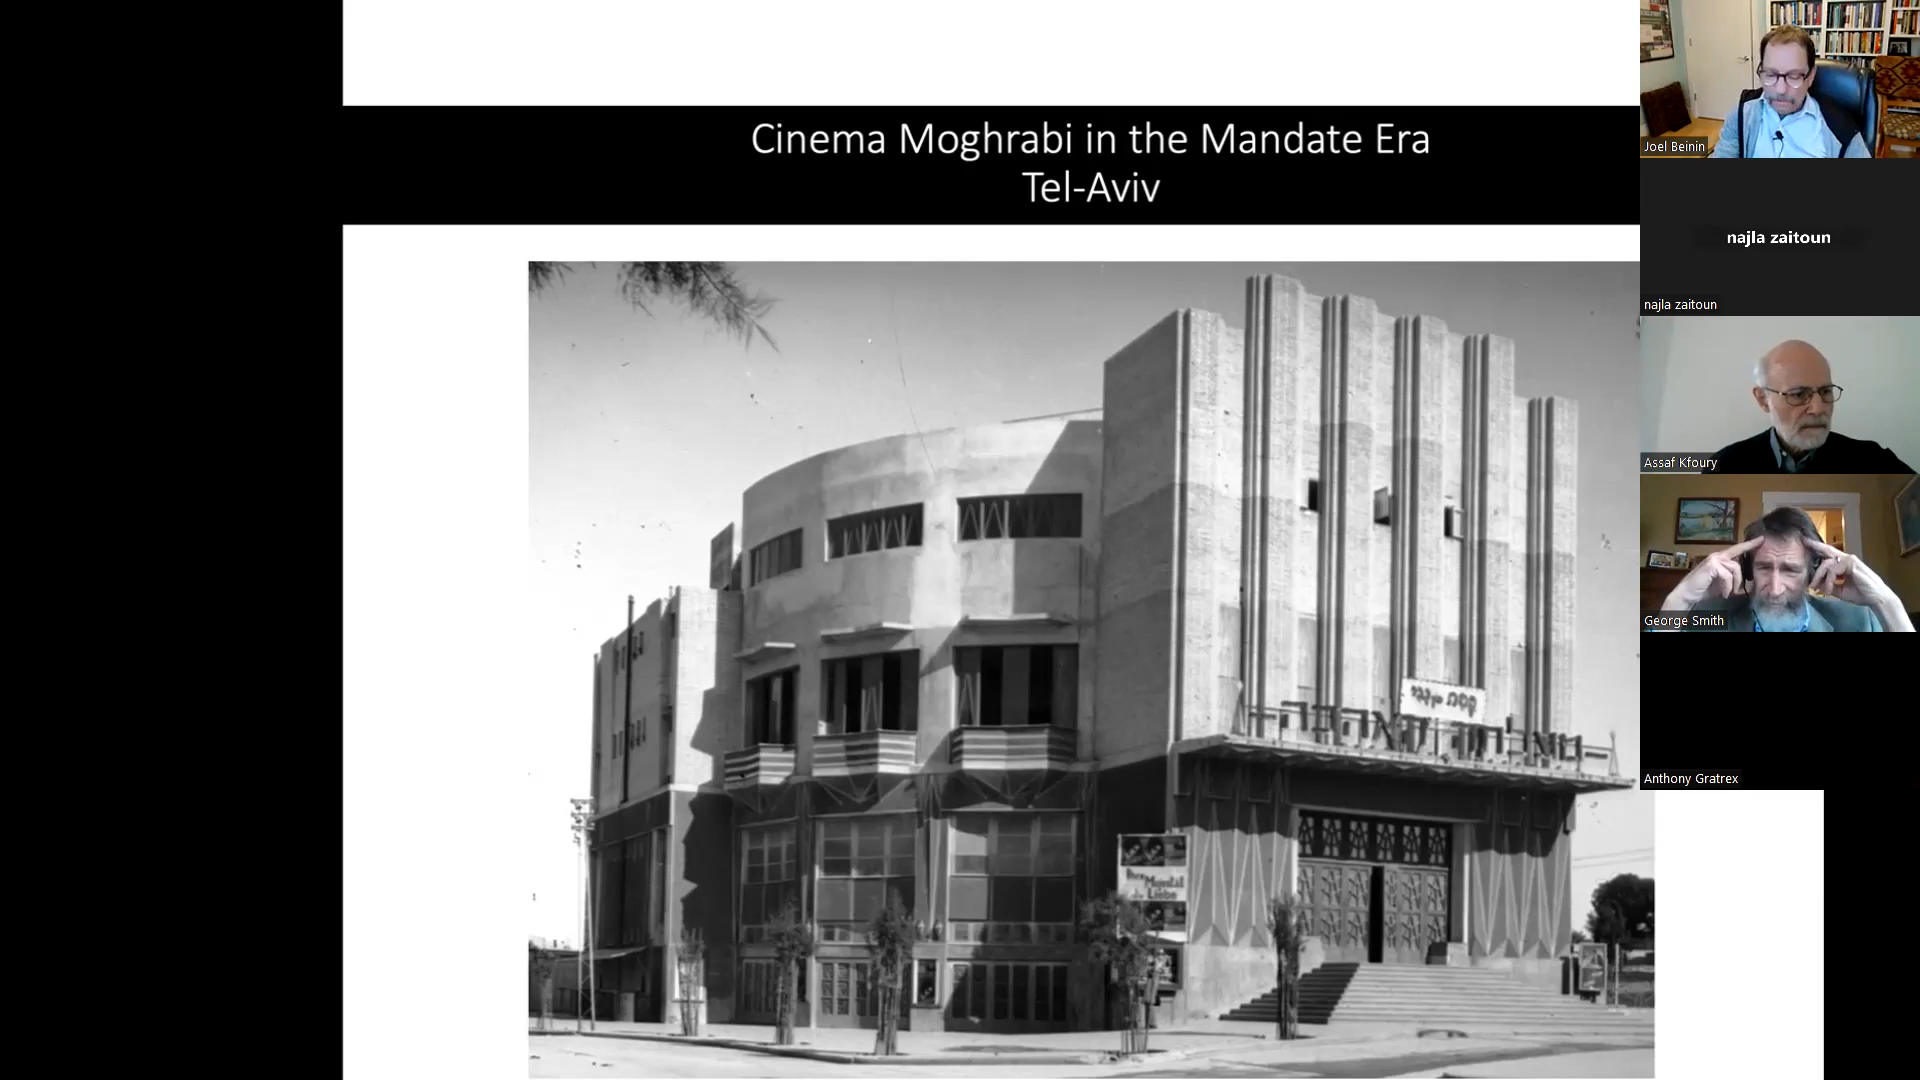 Cinema Moghrabi in the Mandate Era
Tel-Aviv
Joel Beinin
najla zaitoun
najla zaitoun
Assaf Kfoury
George Smith
Anthony Gratrex
Liebe